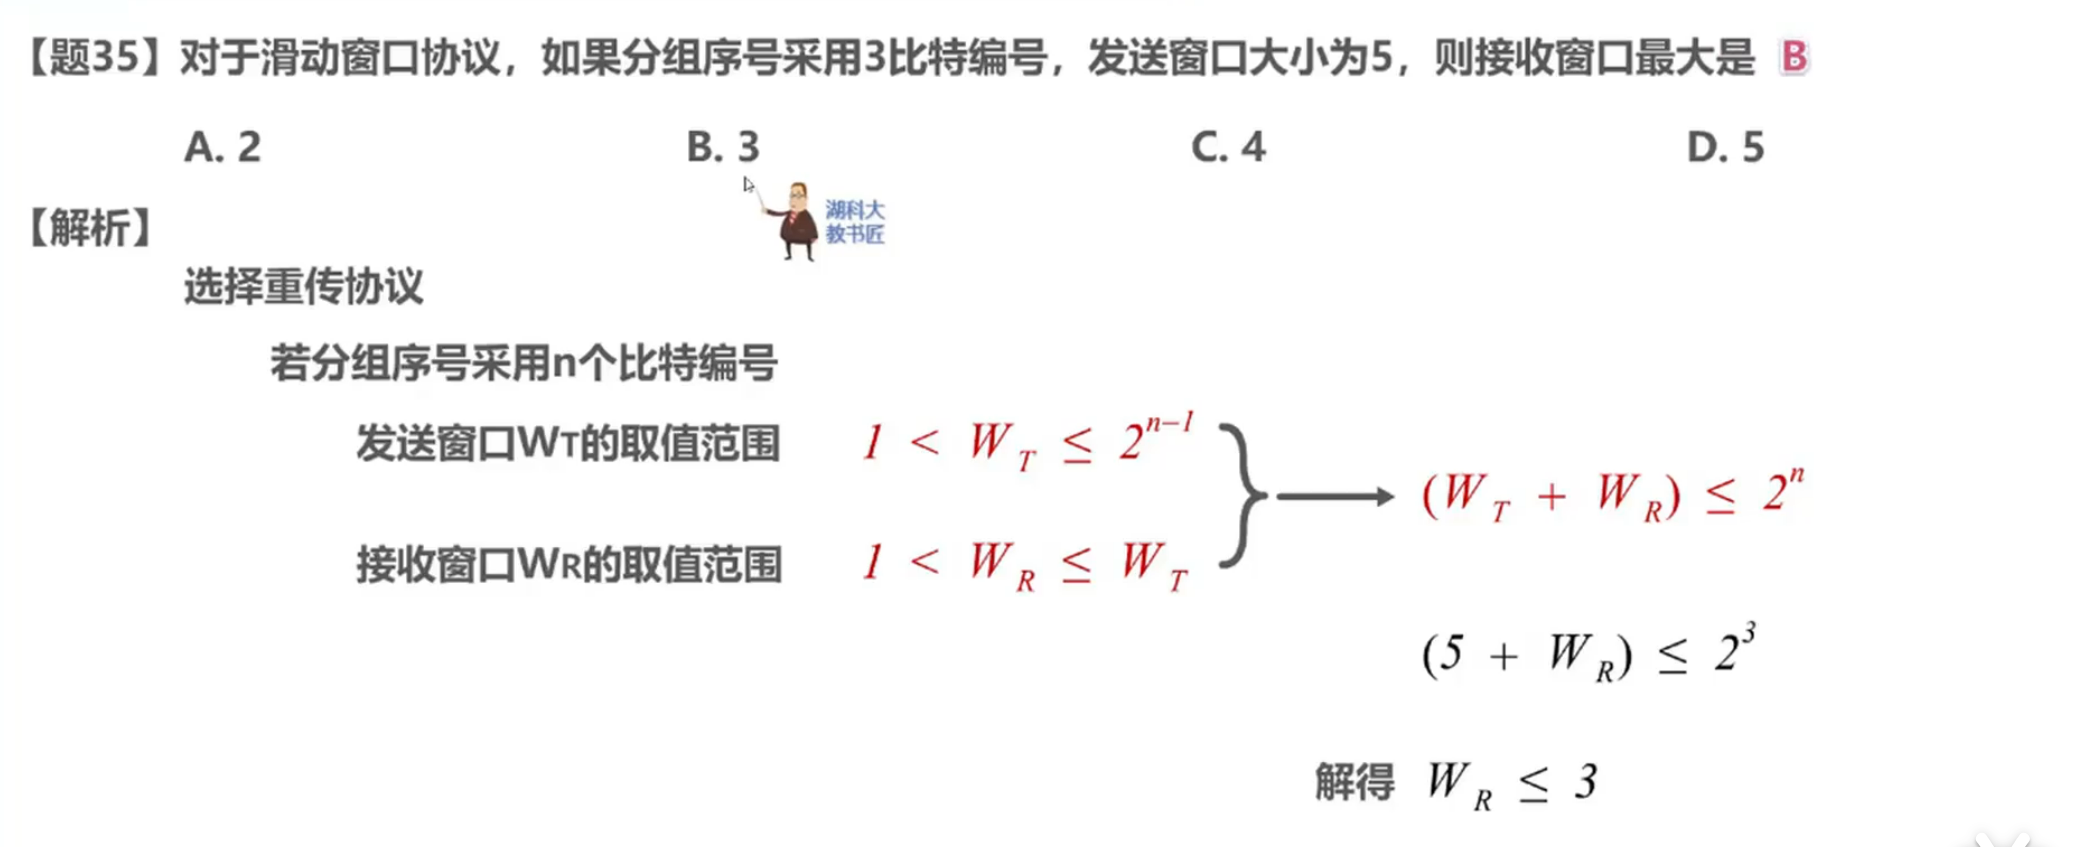 【题35】对于滑动窗口协议，如果分组序号采用3比特编号，发送窗口大小为5，则接收窗口最大是 B
A. 2 B. 3 C. 4 D. 5
湖科大
教书匠
【解析】
选择重传协议
若分组序号采用n个比特编号
发送窗口WT的取值范围 1 < W_T ≤ 2^{n-1}
(W_T + W_R) ≤ 2^n
接收窗口WR的取值范围 1 < W_R ≤ W_T
(5 + W_R) ≤ 2^3
解得 W_R ≤ 3